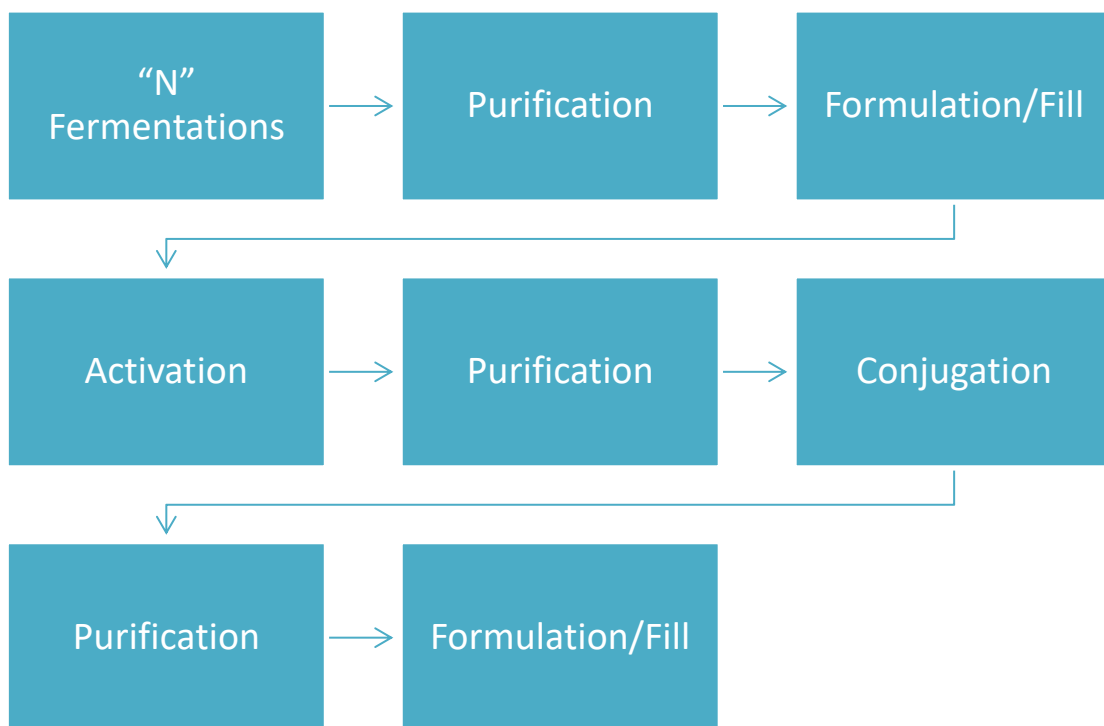 “N”
Fermentations
Purification
Formulation/Fill
Activation
Purification
Conjugation
Purification
Formulation/Fill